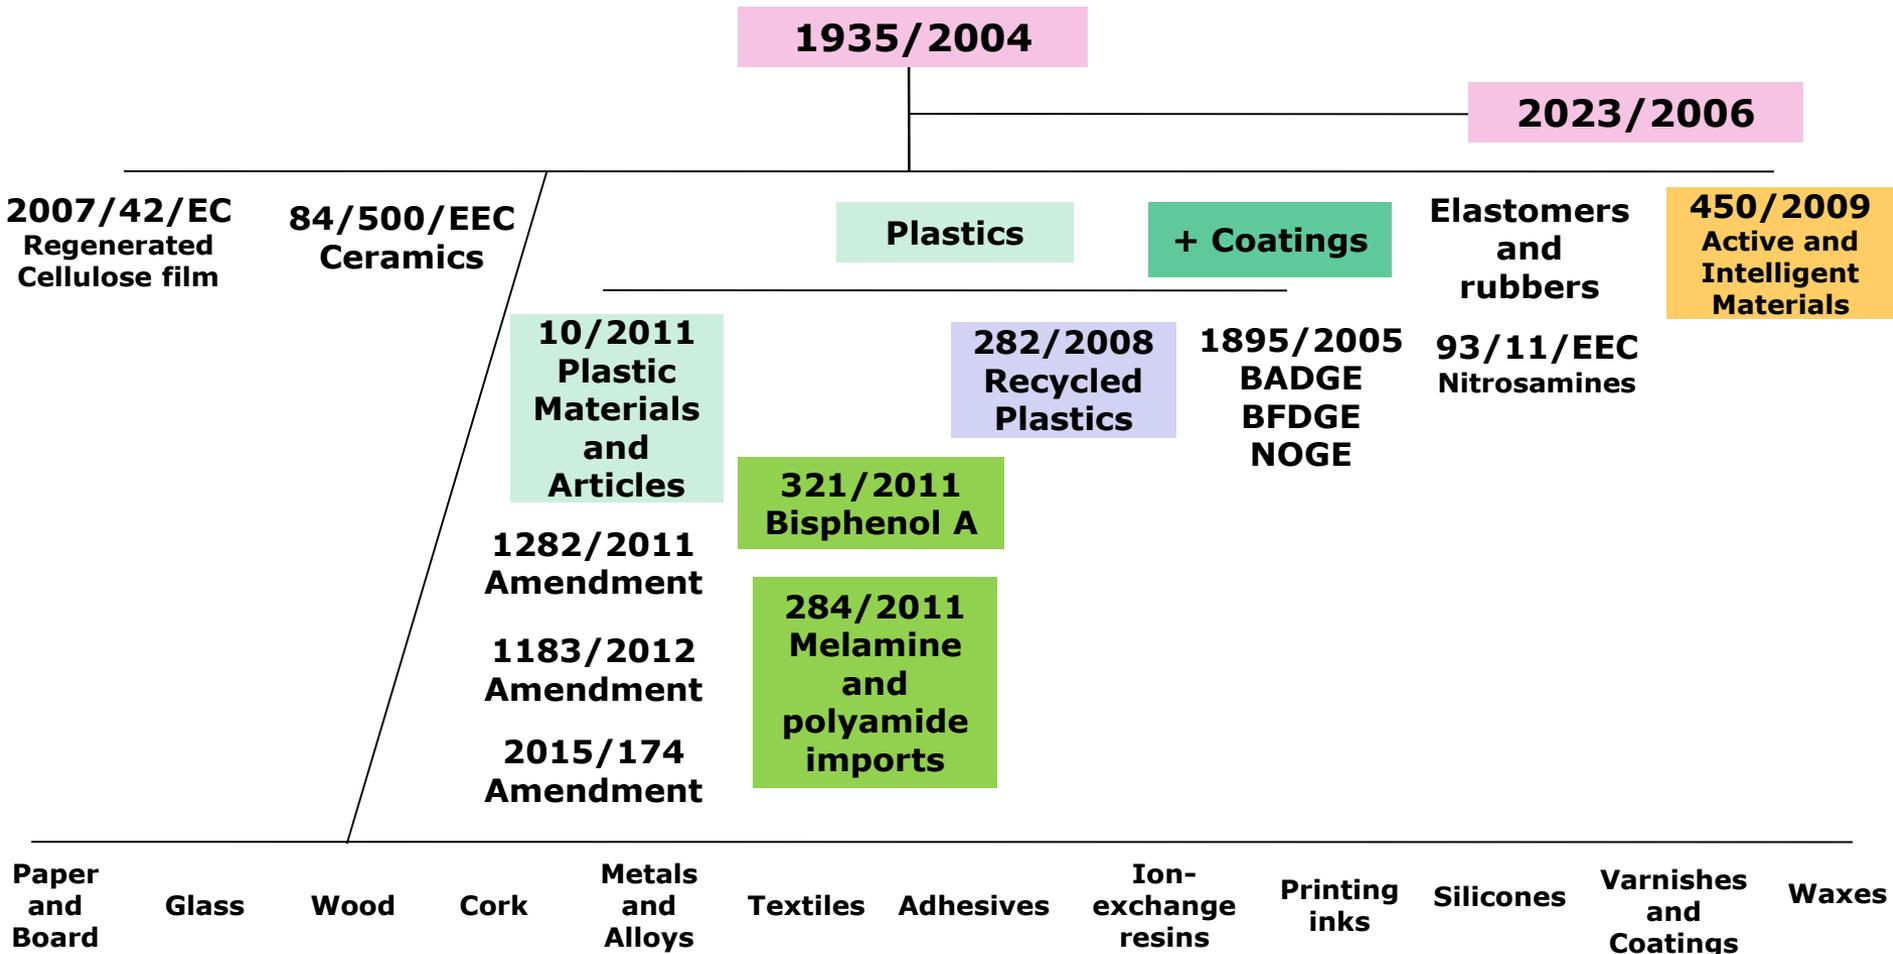 1935/2004
2023/2006
2007/42/EC
Regenerated
Cellulose film
84/500/EEC
Ceramics
Plastics
+ Coatings
Elastomers
and
rubbers
450/2009
Active and
Intelligent
Materials
10/2011
Plastic
Materials
and
Articles
282/2008
Recycled
Plastics
1895/2005
BADGE
BFDGE
NOGE
93/11/EEC
Nitrosamines
321/2011
Bisphenol A
1282/2011
Amendment
284/2011
Melamine
and
polyamide
imports
1183/2012
Amendment
2015/174
Amendment
Paper
and
Board
Glass
Wood
Cork
Metals
and
Alloys
Textiles
Adhesives
Ion-
exchange
resins
Printing
inks
Silicones
Varnishes
and
Coatings
Waxes